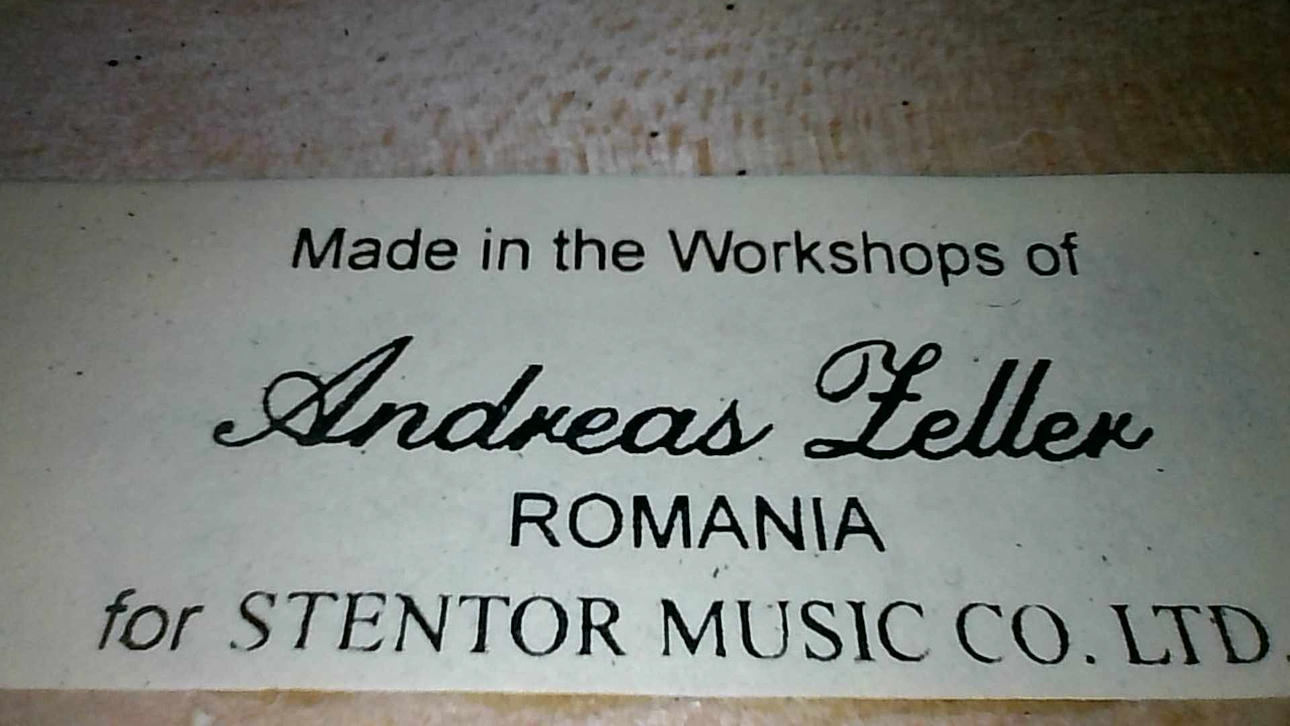 Made in the Workshops of
Andreas Zeller
ROMANIA
for STENTOR MUSIC CO. LTD.